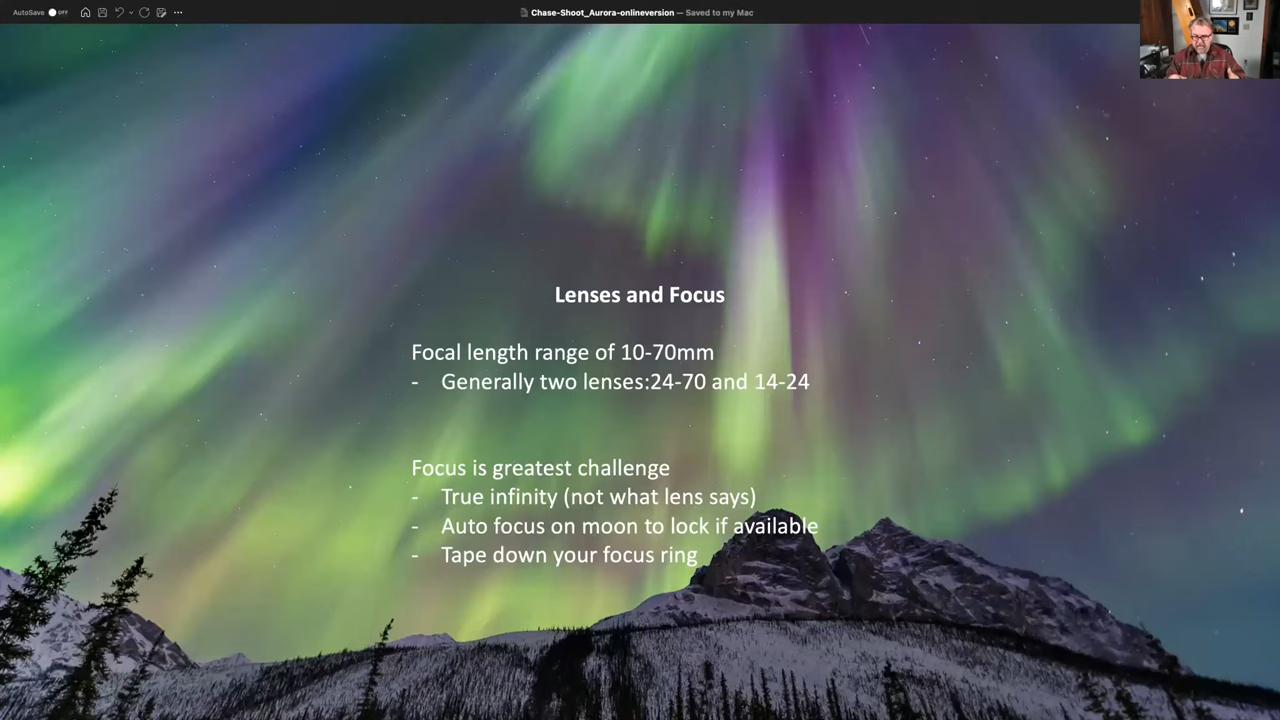 AutoSave OFF
Chase-Shoot_Aurora-onlineversion — Saved to my Mac
Lenses and Focus
Focal length range of 10-70mm
- Generally two lenses:24-70 and 14-24
Focus is greatest challenge
- True infinity (not what lens says)
- Auto focus on moon to lock if available
- Tape down your focus ring